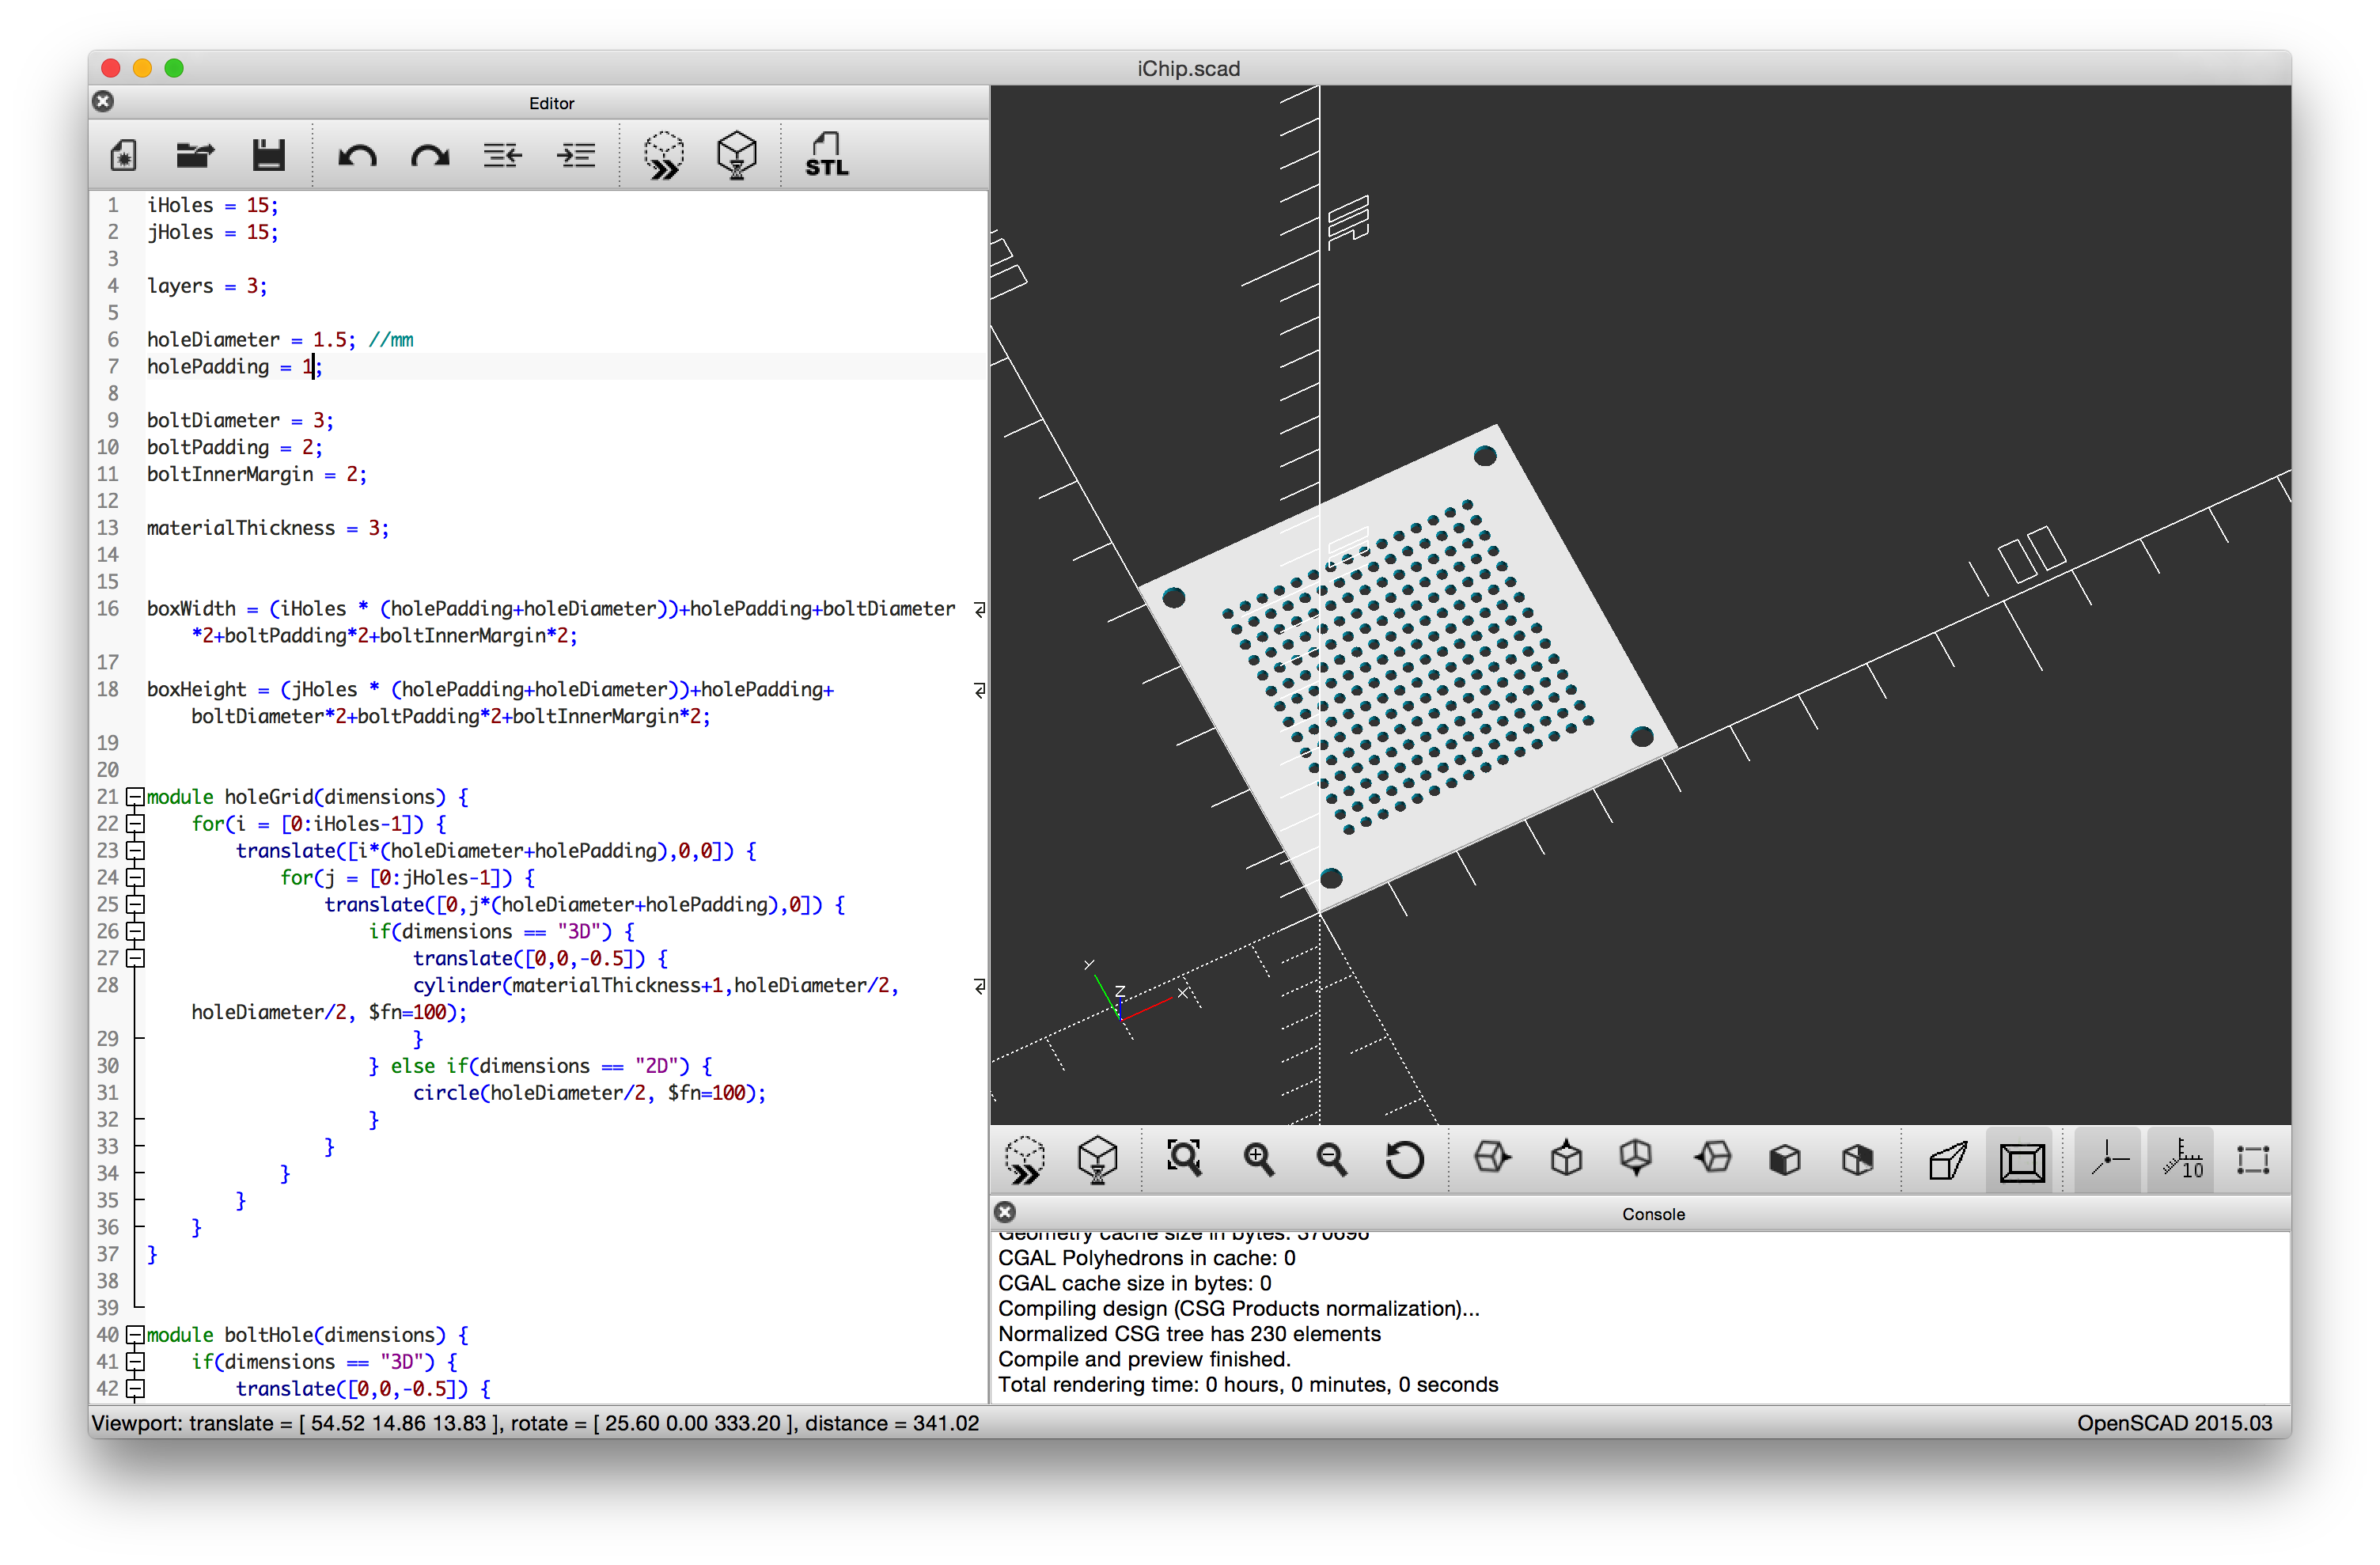 iChip.scad
Editor
STL
1 iHoles = 15;
2 jHoles = 15;
3
4 layers = 3;
5
6 holeDiameter = 1.5; //mm
7 holePadding = 1;
8
9 boltDiameter = 3;
10 boltPadding = 2;
11 boltInnerMargin = 2;
12
13 materialThickness = 3;
14
15
16 boxWidth = (iHoles * (holePadding+holeDiameter))+holePadding+boltDiameter
*2+boltPadding*2+boltInnerMargin*2;
17
18 boxHeight = (jHoles * (holePadding+holeDiameter))+holePadding+
boltDiameter*2+boltPadding*2+boltInnerMargin*2;
19
20
21 module holeGrid(dimensions) {
22 for(i = [0:iHoles-1]) {
23 translate([i*(holeDiameter+holePadding),0,0]) {
24 for(j = [0:jHoles-1]) {
25 translate([0,j*(holeDiameter+holePadding),0]) {
26 if(dimensions == "3D") {
27 translate([0,0,-0.5]) {
28 cylinder(materialThickness+1,holeDiameter/2,
holeDiameter/2, $fn=100);
29 }
30 } else if(dimensions == "2D") {
31 circle(holeDiameter/2, $fn=100);
32 }
33 }
34 }
35 }
36 }
37 }
38
39
40 module boltHole(dimensions) {
41 if(dimensions == "3D") {
42 translate([0,0,-0.5]) {
100
Y
Z
X
10
Console
Geometry cache size in bytes: 370696
CGAL Polyhedrons in cache: 0
CGAL cache size in bytes: 0
Compiling design (CSG Products normalization)...
Normalized CSG tree has 230 elements
Compile and preview finished.
Total rendering time: 0 hours, 0 minutes, 0 seconds
Viewport: translate = [ 54.52 14.86 13.83 ], rotate = [ 25.60 0.00 333.20 ], distance = 341.02
OpenSCAD 2015.03